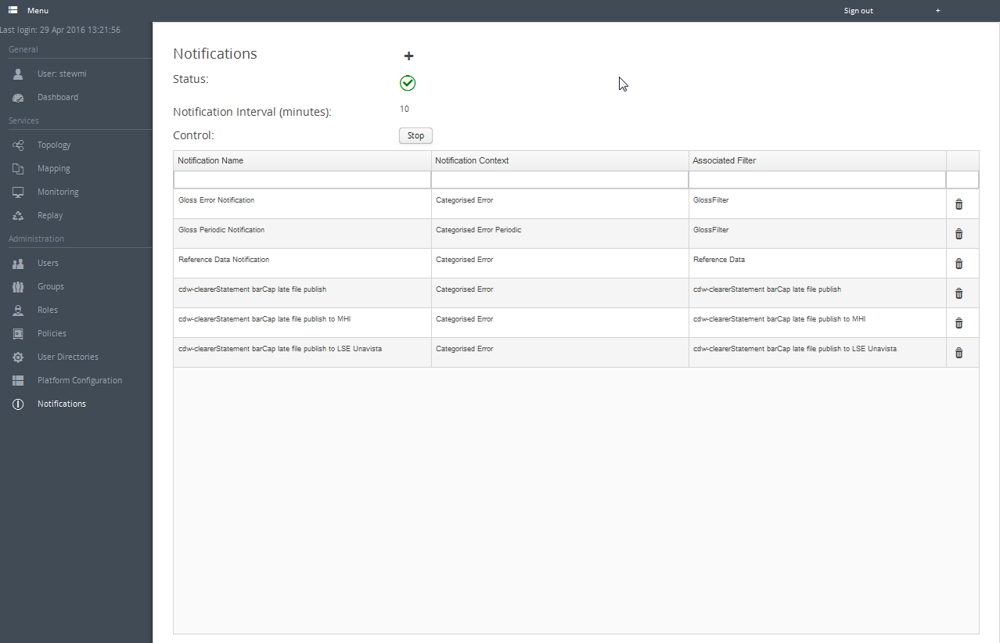 Menu
Sign out
+
Last login: 29 Apr 2016 13:21:56
General
User: stewmi
Dashboard
Services
Topology
Mapping
Monitoring
Replay
Administration
Users
Groups
Roles
Policies
User Directories
Platform Configuration
Notifications
Notifications
Status:
Notification Interval (minutes): 10
Control: Stop
Notification Name Notification Context Associated Filter
Gloss Error Notification Categorised Error GlossFilter
Gloss Periodic Notification Categorised Error Periodic GlossFilter
Reference Data Notification Categorised Error Reference Data
cdw-clearerStatement barCap late file publish Categorised Error cdw-clearerStatement barCap late file publish
cdw-clearerStatement barCap late file publish to MHI Categorised Error cdw-clearerStatement barCap late file publish to MHI
cdw-clearerStatement barCap late file publish to LSE Unavista Categorised Error cdw-clearerStatement barCap late file publish to LSE Unavista